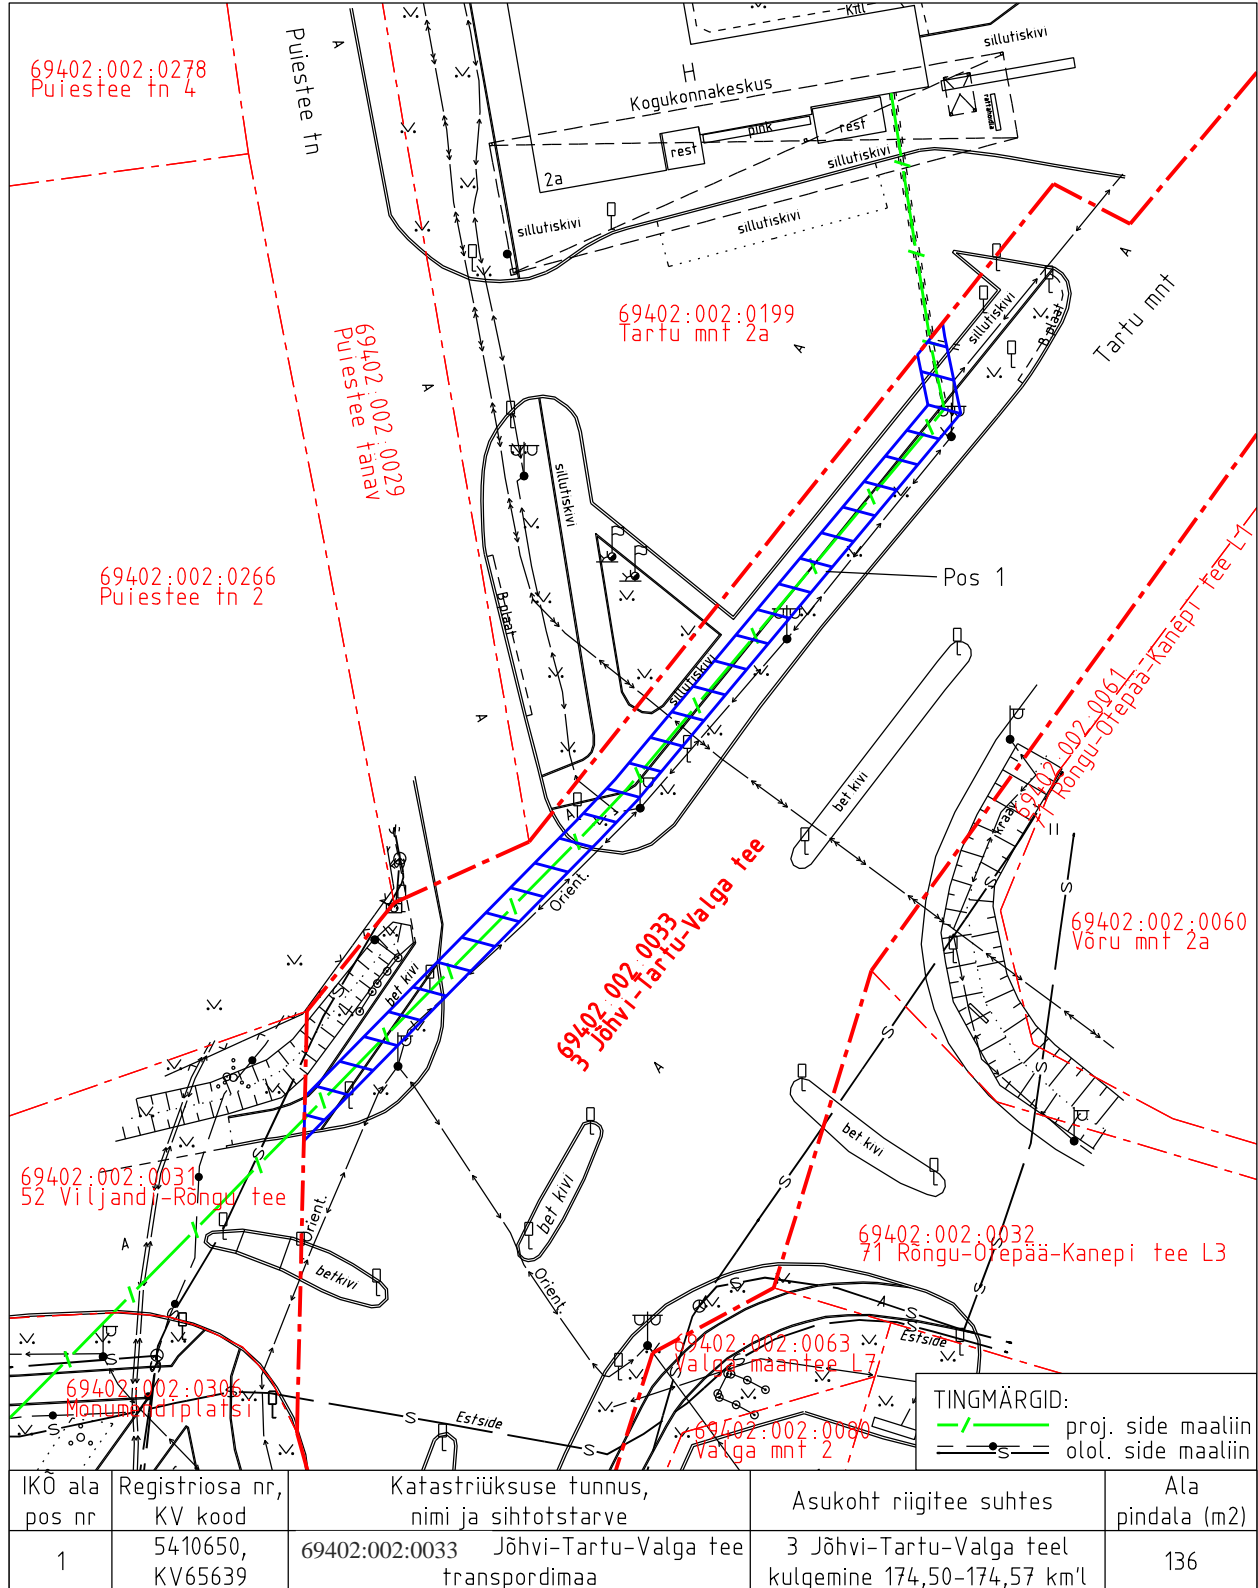 69402:002:0278
Puiestee tn 4
Puiestee tn
A
H
Kogukonnakeskus
Krill
sillutiskivi
rest
pink
rest
rattahoidla
2a
sillutiskivi
sillutiskivi
sillutiskivi
A
Tartu mnt
69402:002:0199
Tartu mnt 2a
A
sillutiskivi
B.plaat
69402:002:0029
Puiestee tänav
A
sillutiskivi
69402:002:0266
Puiestee tn 2
B.plaat
Pos 1
sillutiskivi
A
69402:002:0061
71 Rõngu-Otepää-Kanepi tee L1
bet kivi
kraav
A
Orient.
69402:002:0033
3 Jõhvi-Tartu-Valga tee
69402:002:0060
Võru mnt 2a
bet kivi
A
bet kivi
69402:002:0031
52 Viljandi-Rõngu tee
Orient.
bet kivi
A
betkivi
Orient.
69402:002:0032
71 Rõngu-Otepää-Kanepi tee L3
A
Estside
69402:002:0063
Valga maantee L7
69402:002:0306
Monumendiplatsi
Estside
69402:002:0080
Valga mnt 2
TINGMÄRGID:
proj. side maaliin
olol. side maaliin
IKÕ ala pos nr
Registriosa nr, KV kood
Katastriüksuse tunnus, nimi ja sihtotstarve
Asukoht riigitee suhtes
Ala pindala (m2)
1
5410650, KV65639
69402:002:0033 Jõhvi-Tartu-Valga tee transpordimaa
3 Jõhvi-Tartu-Valga teel kulgemine 174,50-174,57 km'l
136